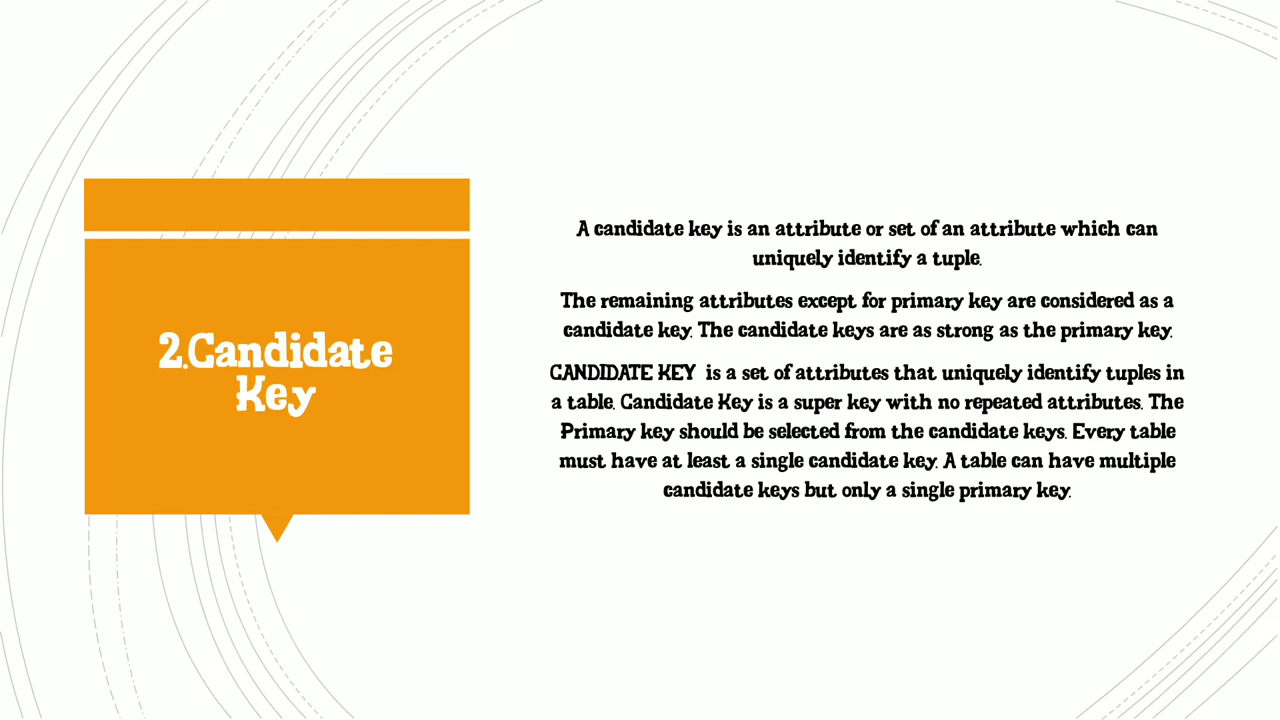 2.Candidate
Key
A candidate key is an attribute or set of an attribute which can
uniquely identify a tuple.
The remaining attributes except for primary key are considered as a
candidate key. The candidate keys are as strong as the primary key.
CANDIDATE KEY is a set of attributes that uniquely identify tuples in
a table. Candidate Key is a super key with no repeated attributes. The
Primary key should be selected from the candidate keys. Every table
must have at least a single candidate key. A table can have multiple
candidate keys but only a single primary key.